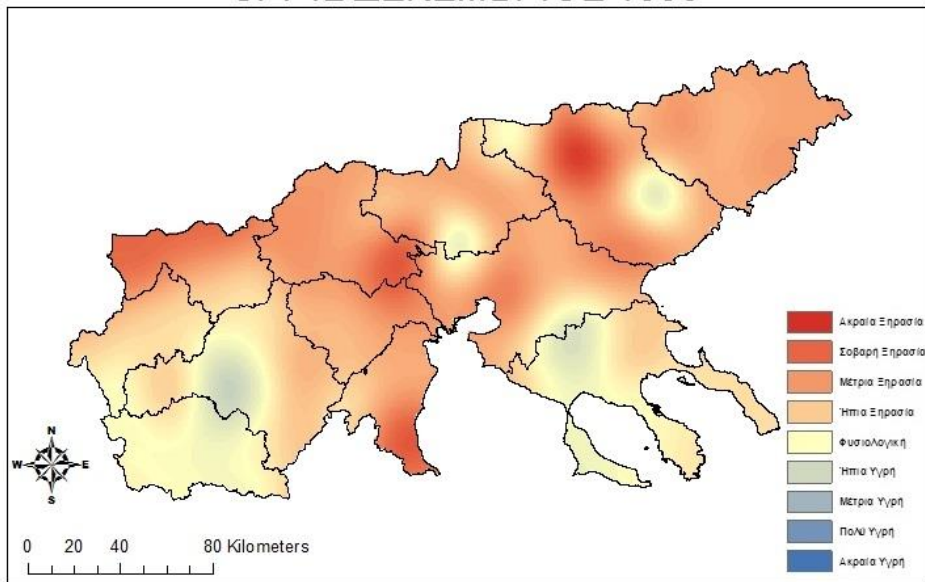 N
W E
S
0 20 40 80 Kilometers
Ακραία Ξηρασία
Σοβαρή Ξηρασία
Μέτρια Ξηρασία
Ήπια Ξηρασία
Φυσιολογική
Ήπια Υγρή
Μέτρια Υγρή
Πολύ Υγρή
Ακραία Υγρή